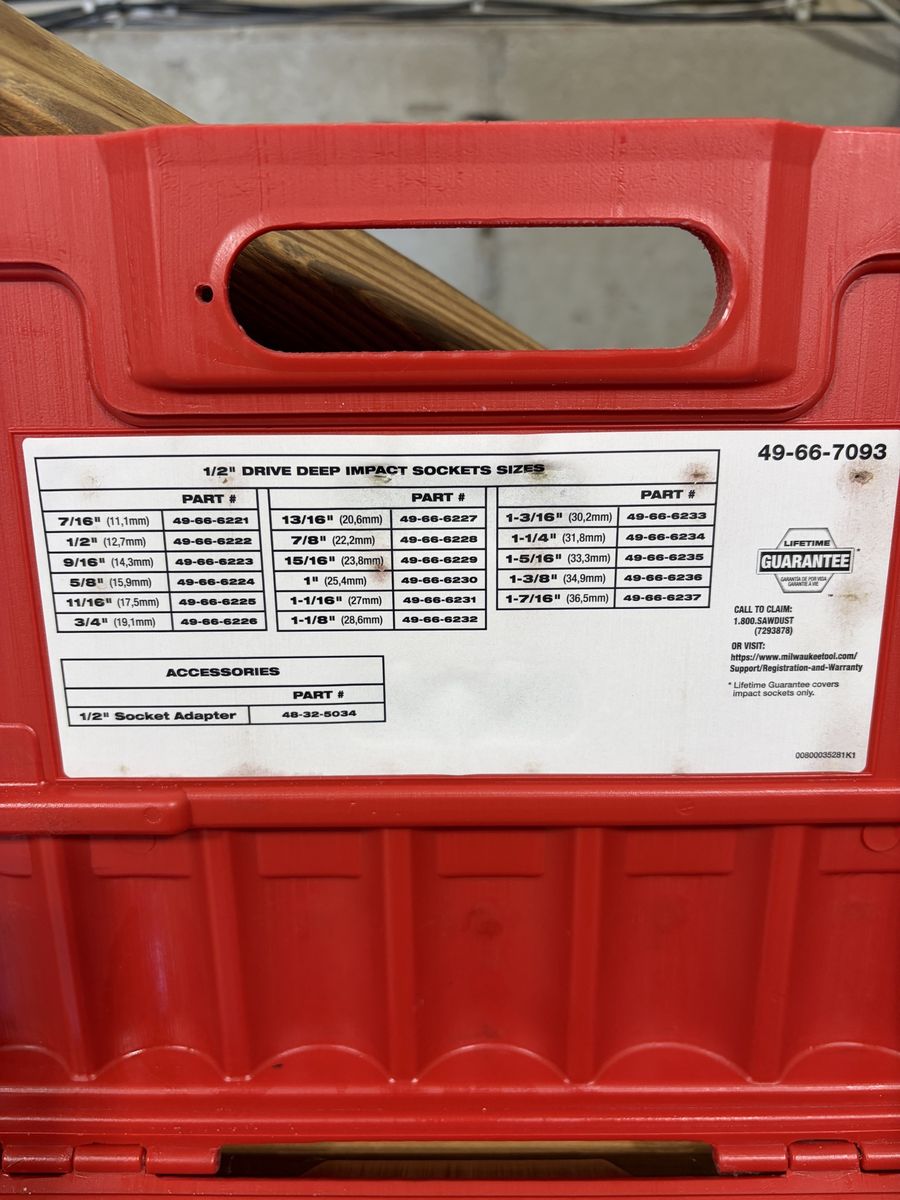 49-66-7093
1/2" DRIVE DEEP IMPACT SOCKETS SIZES
PART #
7/16" (11,1mm) 49-66-6221
1/2" (12,7mm) 49-66-6222
9/16" (14,3mm) 49-66-6223
5/8" (15,9mm) 49-66-6224
11/16" (17,5mm) 49-66-6225
3/4" (19,1mm) 49-66-6226
PART #
13/16" (20,6mm) 49-66-6227
7/8" (22,2mm) 49-66-6228
15/16" (23,8mm) 49-66-6229
1" (25,4mm) 49-66-6230
1-1/16" (27mm) 49-66-6231
1-1/8" (28,6mm) 49-66-6232
PART #
1-3/16" (30,2mm) 49-66-6233
1-1/4" (31,8mm) 49-66-6234
1-5/16" (33,3mm) 49-66-6235
1-3/8" (34,9mm) 49-66-6236
1-7/16" (36,5mm) 49-66-6237
ACCESSORIES
PART #
1/2" Socket Adapter 48-32-5034
LIFETIME
GUARANTEE*
GARANTÍA DE POR VIDA
GARANTIE À VIE
™
CALL TO CLAIM:
1.800.SAWDUST
(7293878)
OR VISIT:
https://www.milwaukeetool.com/
Support/Registration-and-Warranty
* Lifetime Guarantee covers
impact sockets only.
00800035281K1